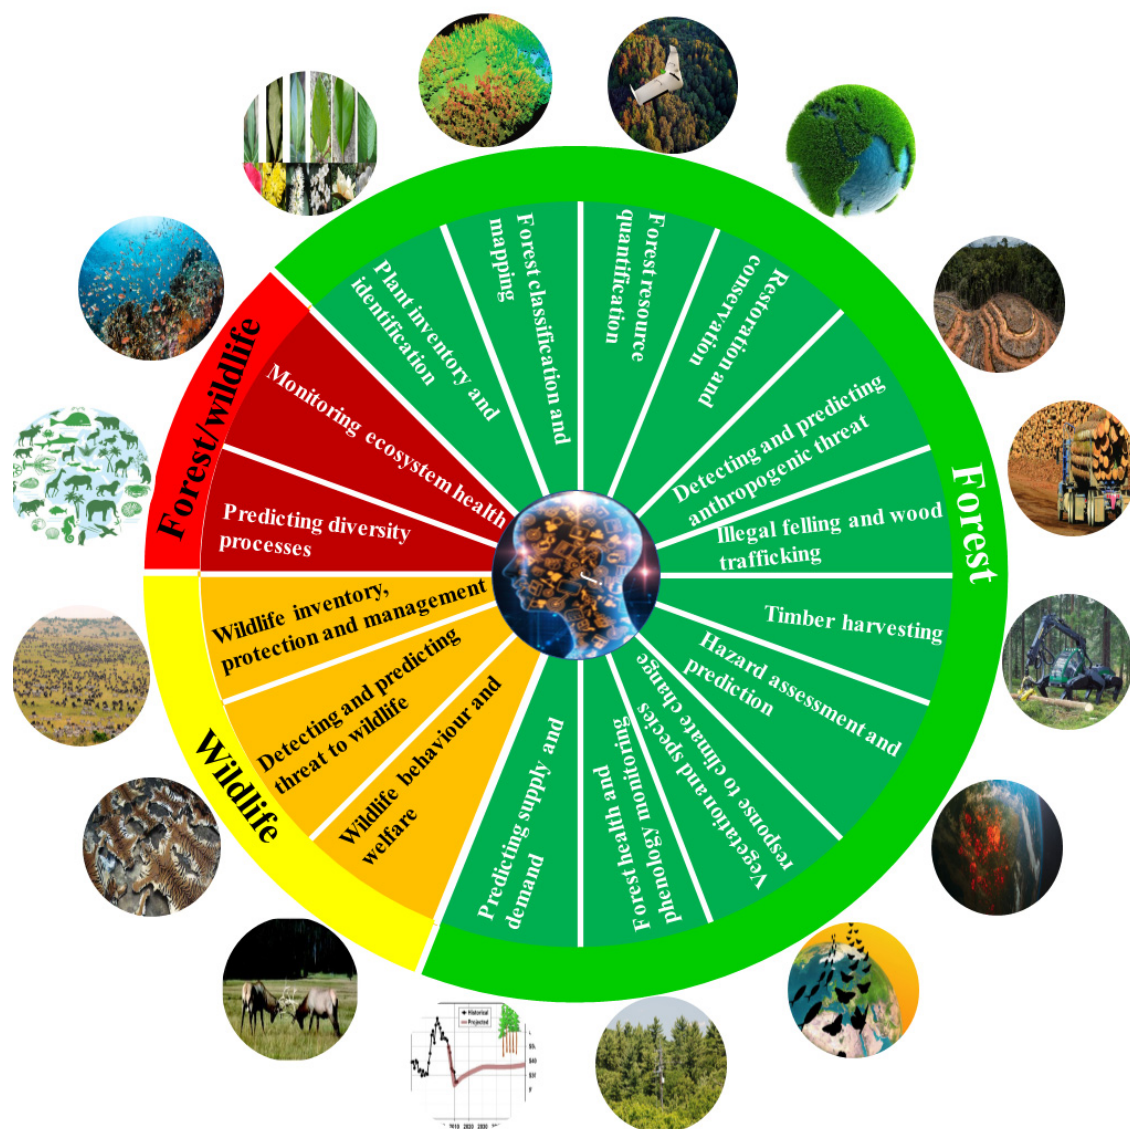 Plant inventory and
identification
Forest classification and
mapping
Forest resource
quantification
Restoration and
conservation
Detecting and predicting
anthropogenic threat
Illegal felling and wood
trafficking
Timber harvesting
Hazard assessment and
prediction
Vegetation and species
response to climate change
Forest health and
phenology monitoring
Predicting supply and
demand
Wildlife behaviour and
welfare
Detecting and predicting
threat to wildlife
Wildlife inventory,
protection and management
Predicting diversity
processes
Monitoring ecosystem health
Forest/wildlife
Wildlife
Forest
Historical
Projected
2010 2020 2030